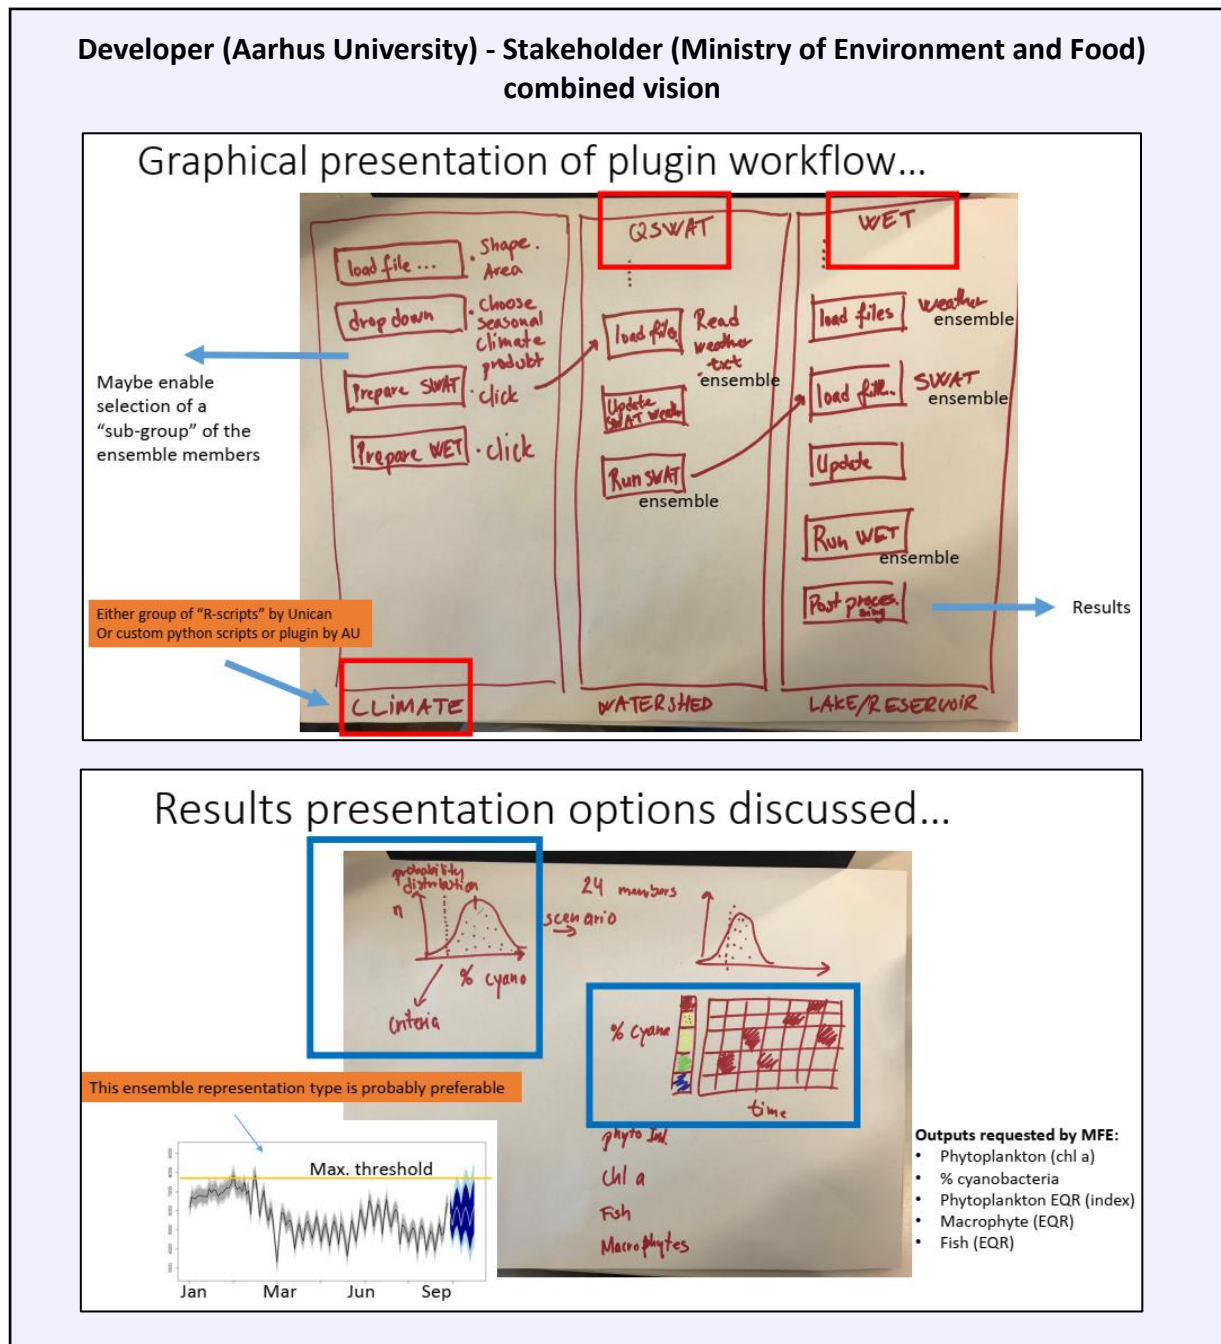 Developer (Aarhus University) - Stakeholder (Ministry of Environment and Food)
combined vision
Graphical presentation of plugin workflow...
load file ...
• Shape.
Area
drop down
• Choose
seasonal
climate
produkt
Prepare SWAT
• click
Prepare WET
• click
CLIMATE
Maybe enable
selection of a
“sub-group” of the
ensemble members
Either group of “R-scripts” by Unican
Or custom python scripts or plugin by AU
QSWAT
load files
Read
weather
.txt
ensemble
Update
SWAT weath.
Run SWAT
ensemble
WATERSHED
WET
load files
weather
ensemble
load fill..
SWAT
ensemble
Update
Run WET
ensemble
Post proces.
sing
Results
LAKE/RESERVOIR
Results presentation options discussed...
probability
distribution
n
% cyano
Criteria
24 members
scenario
% cyano
time
phyto Ind.
Chl a
Fish
Macrophytes
This ensemble representation type is probably preferable
Max. threshold
Jan Mar Jun Sep
Outputs requested by MFE:
• Phytoplankton (chl a)
• % cyanobacteria
• Phytoplankton EQR (index)
• Macrophyte (EQR)
• Fish (EQR)